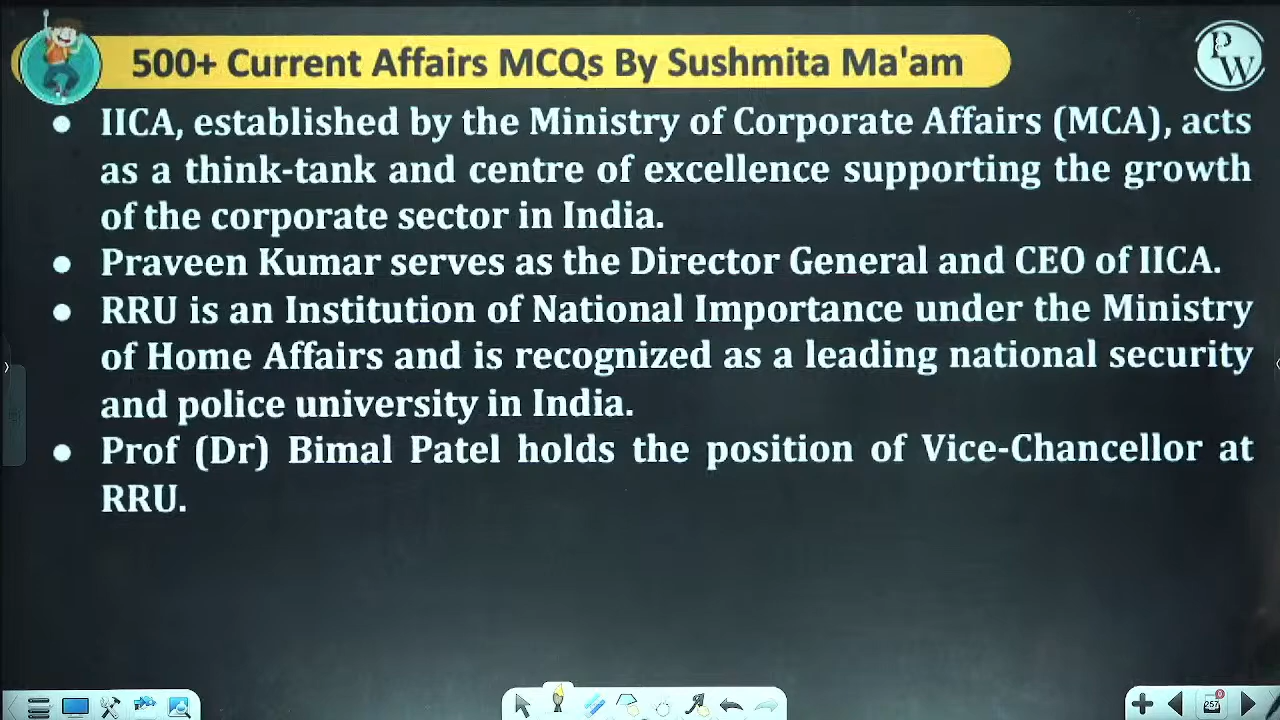 500+ Current Affairs MCQs By Sushmita Ma'am
PW
● IICA, established by the Ministry of Corporate Affairs (MCA), acts
as a think-tank and centre of excellence supporting the growth
of the corporate sector in India.
● Praveen Kumar serves as the Director General and CEO of IICA.
● RRU is an Institution of National Importance under the Ministry
of Home Affairs and is recognized as a leading national security
and police university in India.
● Prof (Dr) Bimal Patel holds the position of Vice-Chancellor at
RRU.
257